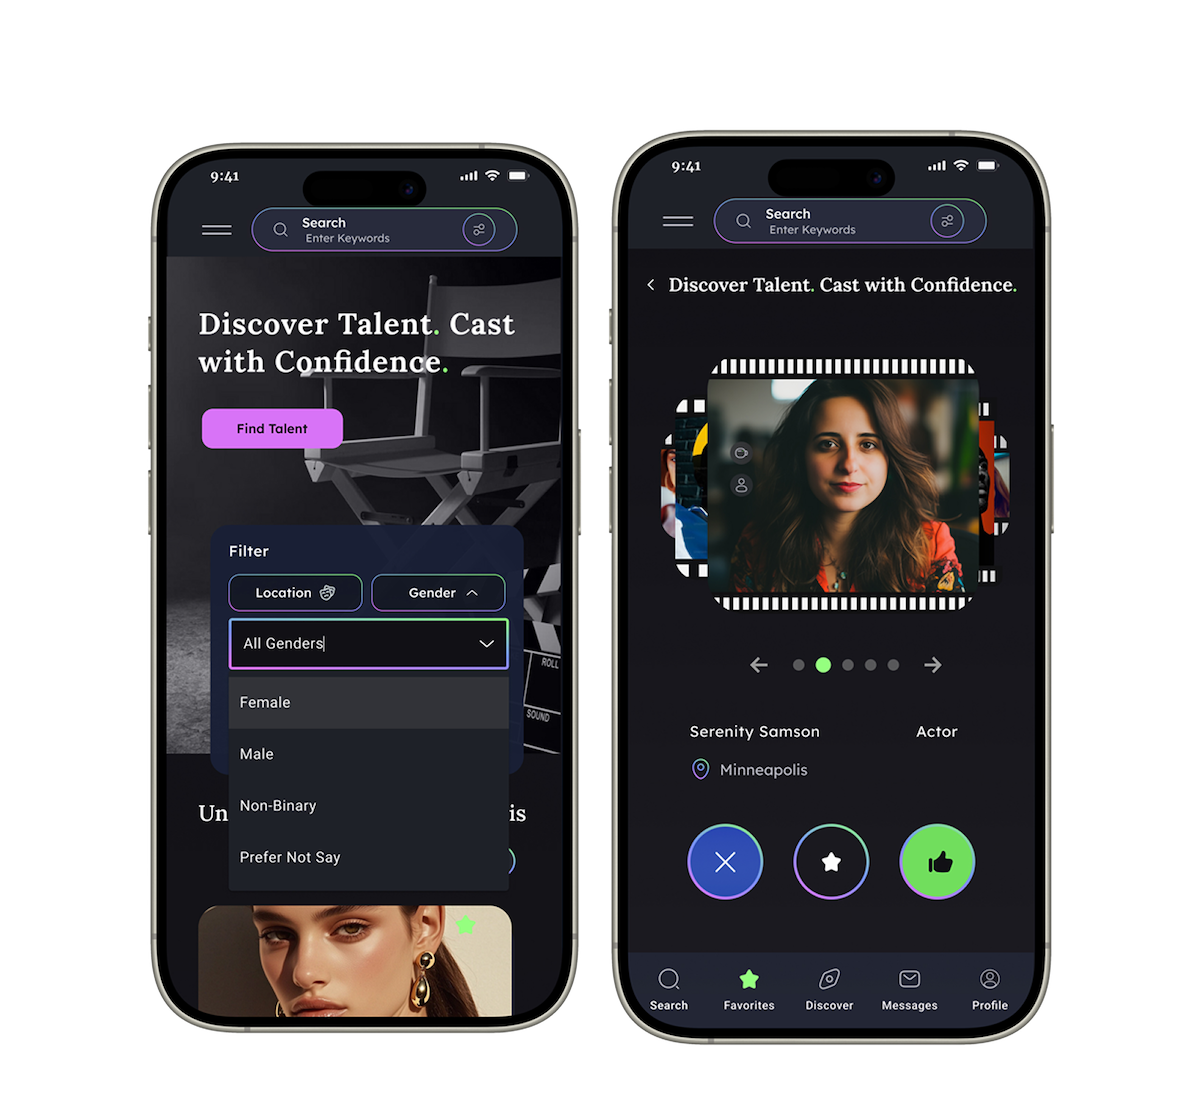 9:41
Search
Enter Keywords
Discover Talent. Cast
with Confidence.
Find Talent
Filter
Location
Gender
All Genders
ROLL
SOUND
Female
Male
Non-Binary
Prefer Not Say
Un
is
9:41
Search
Enter Keywords
Discover Talent. Cast with Confidence.
Serenity Samson
Actor
Minneapolis
Search
Favorites
Discover
Messages
Profile